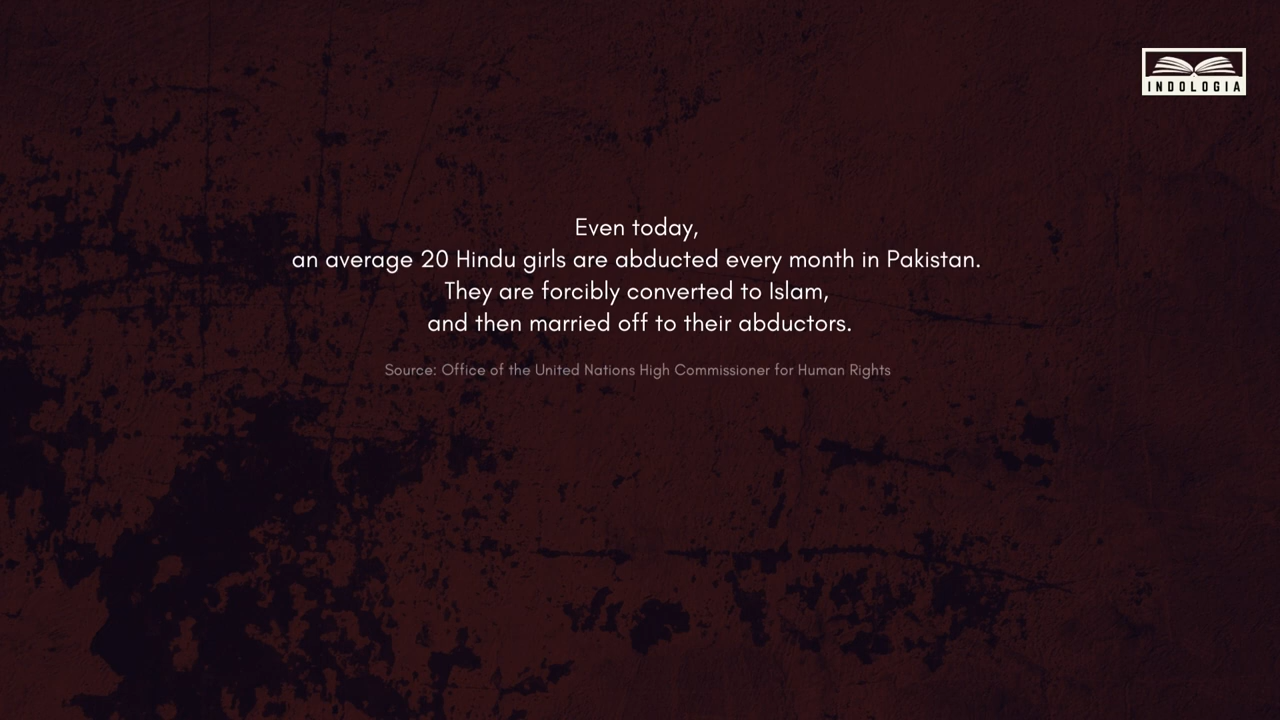 INDOLOGIA
Even today,
an average 20 Hindu girls are abducted every month in Pakistan.
They are forcibly converted to Islam,
and then married off to their abductors.
Source: Office of the United Nations High Commissioner for Human Rights